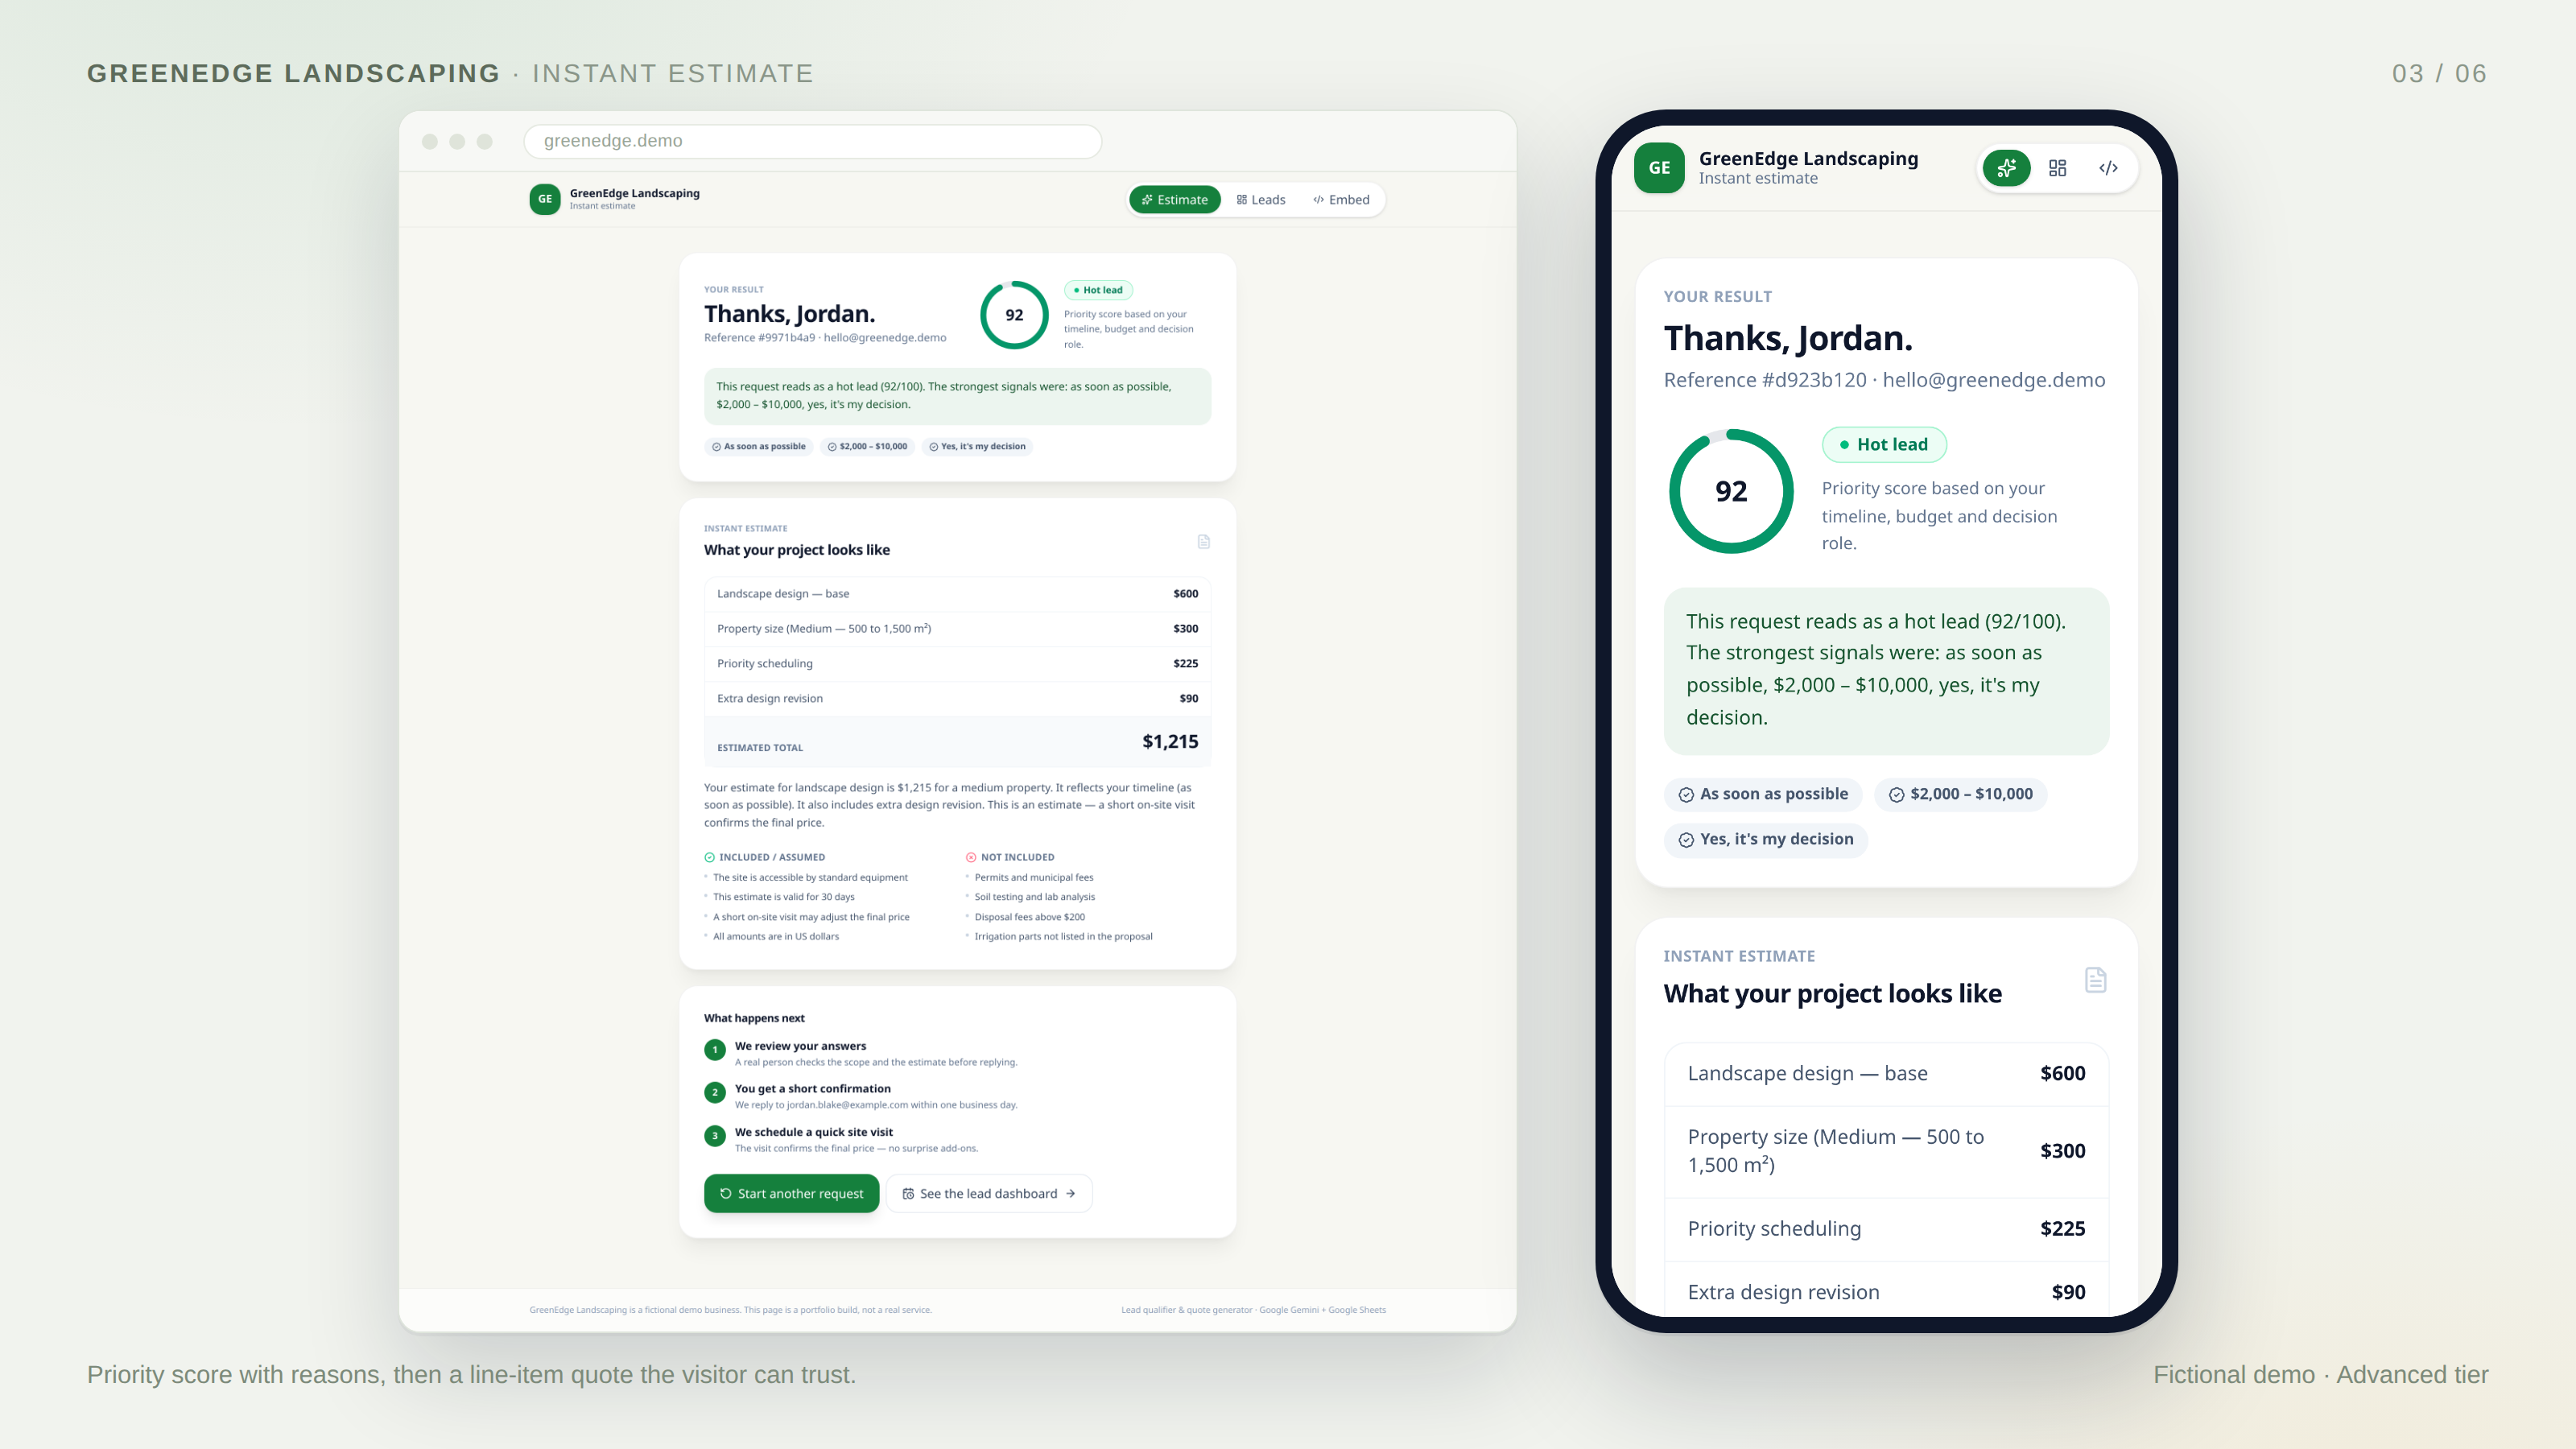 GREENEDGE LANDSCAPING · INSTANT ESTIMATE
03 / 06
greenedge.demo
GE
GreenEdge Landscaping
Instant estimate
Estimate
Leads
Embed
YOUR RESULT
Thanks, Jordan.
Reference #9971b4a9 · hello@greenedge.demo
92
Hot lead
Priority score based on your
timeline, budget and decision
role.
This request reads as a hot lead (92/100). The strongest signals were: as soon as possible,
$2,000 – $10,000, yes, it's my decision.
As soon as possible
$2,000 – $10,000
Yes, it's my decision
INSTANT ESTIMATE
What your project looks like
Landscape design — base $600
Property size (Medium — 500 to 1,500 m²) $300
Priority scheduling $225
Extra design revision $90
ESTIMATED TOTAL $1,215
Your estimate for landscape design is $1,215 for a medium property. It reflects your timeline (as
soon as possible). It also includes extra design revision. This is an estimate — a short on-site visit
confirms the final price.
INCLUDED / ASSUMED
The site is accessible by standard equipment
This estimate is valid for 30 days
A short on-site visit may adjust the final price
All amounts are in US dollars
NOT INCLUDED
Permits and municipal fees
Soil testing and lab analysis
Disposal fees above $200
Irrigation parts not listed in the proposal
What happens next
1 We review your answers
A real person checks the scope and the estimate before replying.
2 You get a short confirmation
We reply to jordan.blake@example.com within one business day.
3 We schedule a quick site visit
The visit confirms the final price — no surprise add-ons.
Start another request
See the lead dashboard
GreenEdge Landscaping is a fictional demo business. This page is a portfolio build, not a real service.
Lead qualifier & quote generator · Google Gemini + Google Sheets
GE
GreenEdge Landscaping
Instant estimate
YOUR RESULT
Thanks, Jordan.
Reference #d923b120 · hello@greenedge.demo
92
Hot lead
Priority score based on your
timeline, budget and decision
role.
This request reads as a hot lead (92/100).
The strongest signals were: as soon as
possible, $2,000 – $10,000, yes, it's my
decision.
As soon as possible
$2,000 – $10,000
Yes, it's my decision
INSTANT ESTIMATE
What your project looks like
Landscape design — base $600
Property size (Medium — 500 to
1,500 m²) $300
Priority scheduling $225
Extra design revision $90
Priority score with reasons, then a line-item quote the visitor can trust.
Fictional demo · Advanced tier